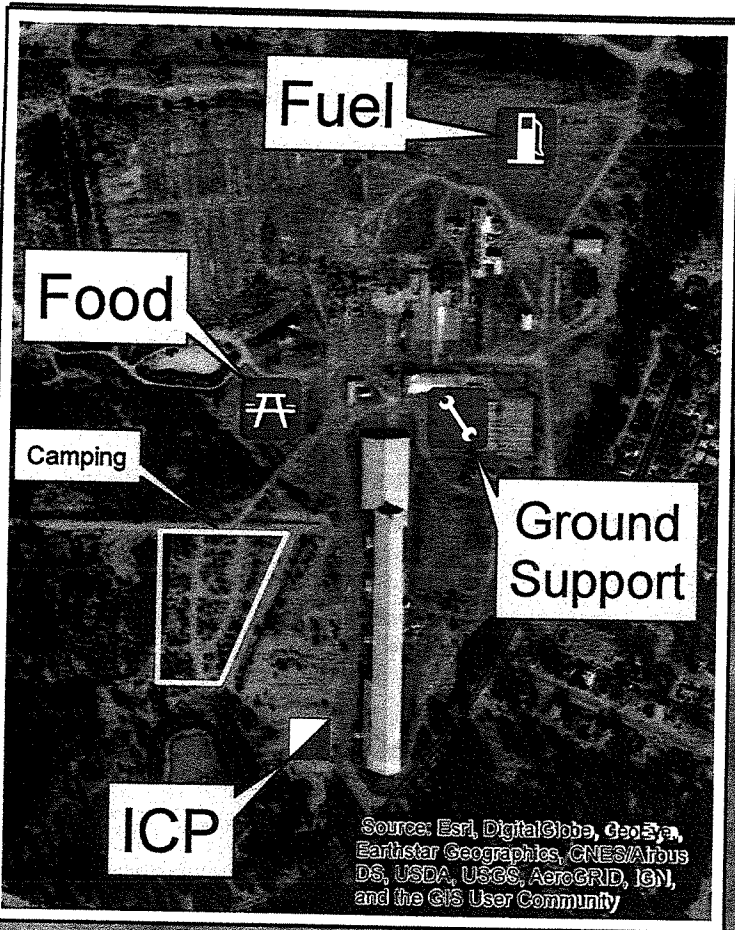 Fuel
Food
Camping
Ground
Support
ICP
Source: Esri, DigitalGlobe, GeoEye,
Earthstar Geographics, CNES/Airbus
DS, USDA, USGS, AeroGRID, IGN,
and the GIS User Community